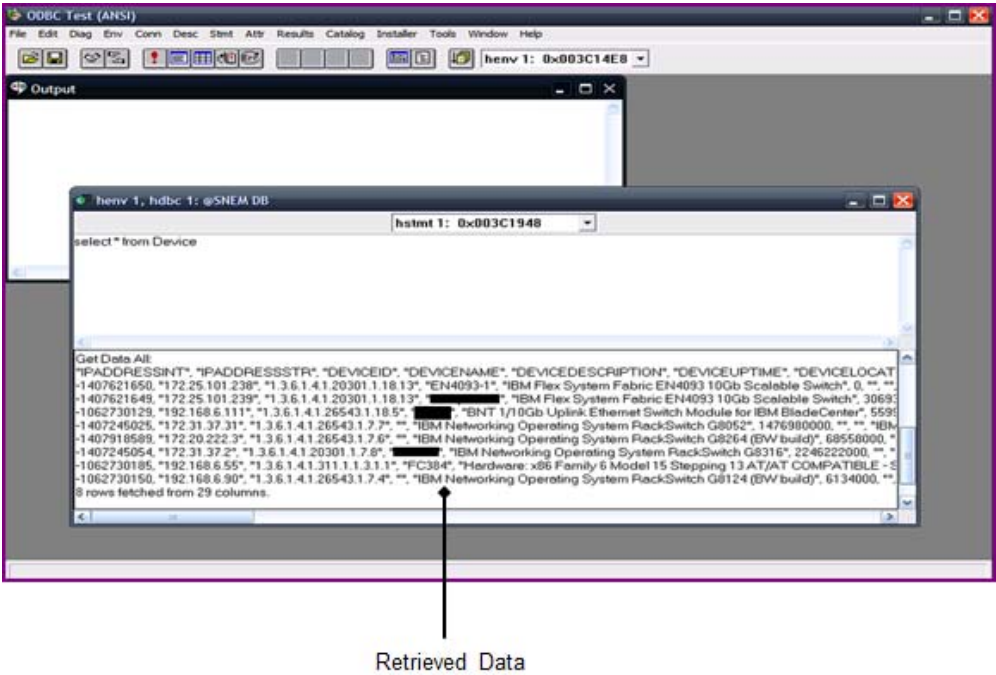 ODBC Test (ANSI)
File Edit Diag Env Conn Desc Stmt Attr Results Catalog Installer Tools Window Help
henv 1: 0x003C14E8
Output
henv 1, hdbc 1: @SNEM DB
hstmt 1: 0x003C1948
select * from Device
Get Data All:
"IPADDRESSINT", "IPADDRESSSTR", "DEVICEID", "DEVICENAME", "DEVICEDESCRIPTION", "DEVICEUPTIME", "DEVICELOCAT
-1407621650, "172.25.101.238", "1.3.6.1.4.1.20301.1.18.13", "EN4093-1", "IBM Flex System Fabric EN4093 10Gb Scalable Switch", 0, "", "".
-1407621649, "172.25.101.239", "1.3.6.1.4.1.20301.1.18.13", " ", "IBM Flex System Fabric EN4093 10Gb Scalable Switch", 30693
-1062730129, "192.168.6.111", "1.3.6.1.4.1.26543.1.18.5", " ", "BNT 1/10Gb Uplink Ethernet Switch Module for IBM BladeCenter", 5599
-1407245025, "172.31.37.31", "1.3.6.1.4.1.26543.1.7.7", "", "IBM Networking Operating System RackSwitch G8052", 1476980000, "", "", "IBM
-1407918589, "172.20.222.3", "1.3.6.1.4.1.26543.1.7.6", "", "IBM Networking Operating System RackSwitch G8264 (BW build)", 68558000, "
-1407245054, "172.31.37.2", "1.3.6.1.4.1.20301.1.7.8", " ", "IBM Networking Operating System RackSwitch G8316", 2246222000, "", "
-1062730185, "192.168.6.55", "1.3.6.1.4.1.311.1.1.3.1.1", "FC384", "Hardware: x86 Family 6 Model 15 Stepping 13 AT/AT COMPATIBLE - S
-1062730150, "192.168.6.90", "1.3.6.1.4.1.26543.1.7.4", "", "IBM Networking Operating System RackSwitch G8124 (BW build)", 6134000, "".
8 rows fetched from 29 columns.
Retrieved Data